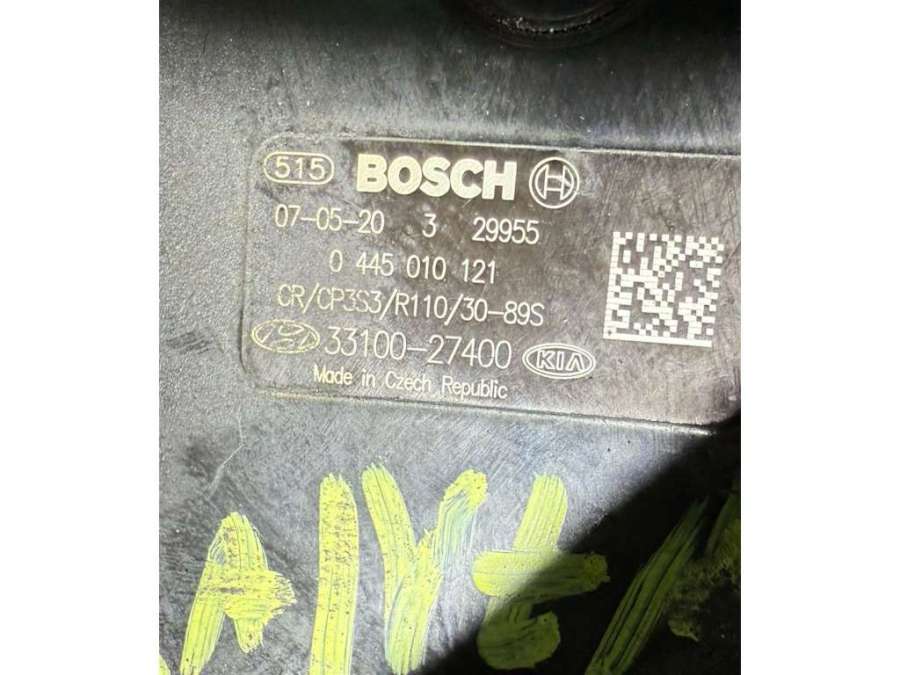 515 BOSCH
07-05-20 3 29955
0 445 010 121
CR/CP3S3/R110/30-89S
33100-27400 KIA
Made in Czech Republic